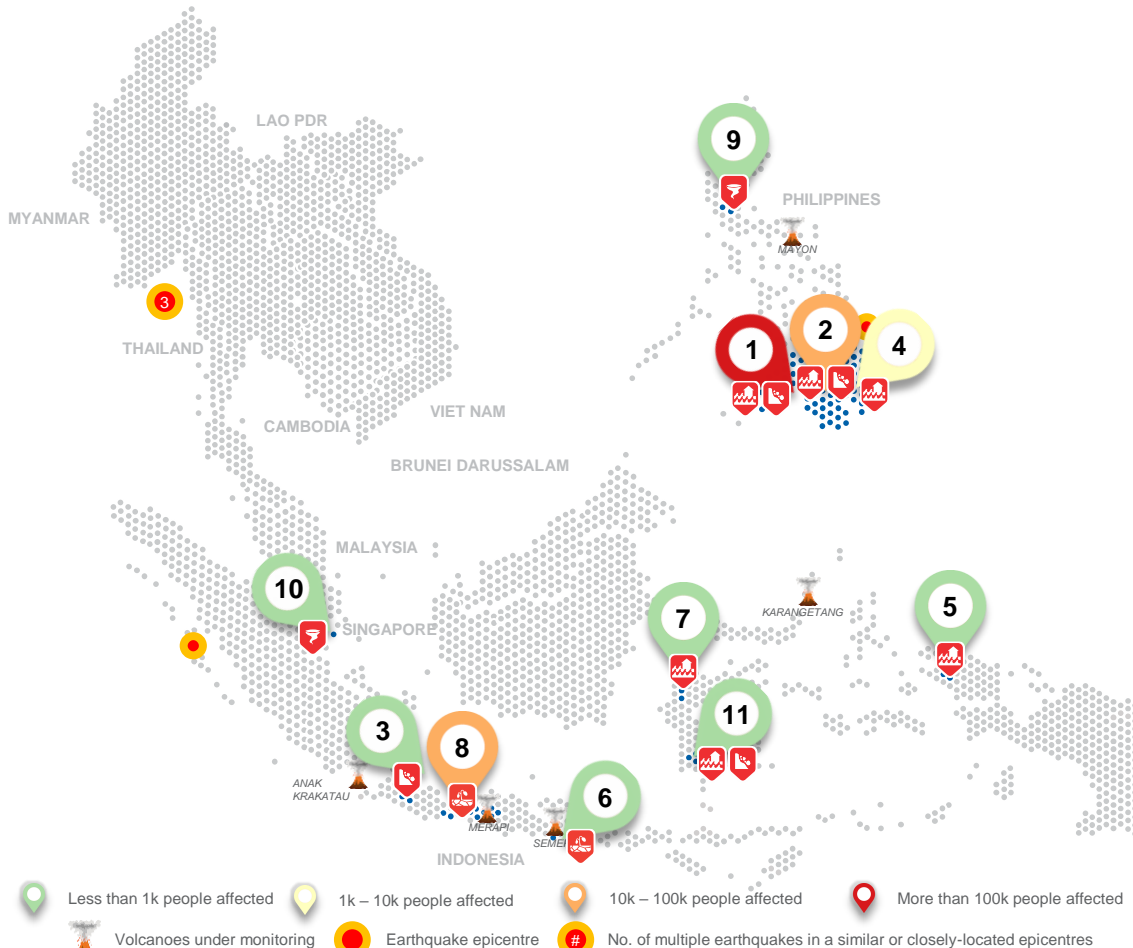 LAO PDR
9
MYANMAR
PHILIPPINES
MAYON
3
THAILAND
1
2
4
VIET NAM
CAMBODIA
BRUNEI DARUSSALAM
MALAYSIA
10
SINGAPORE
KARANGETANG
5
7
3
8
11
ANAK
KRAKATAU
6
MERAPI
SEME
INDONESIA
Less than 1k people affected
1k – 10k people affected
10k – 100k people affected
More than 100k people affected
Volcanoes under monitoring
Earthquake epicentre
#
No. of multiple earthquakes in a similar or closely-located epicentres